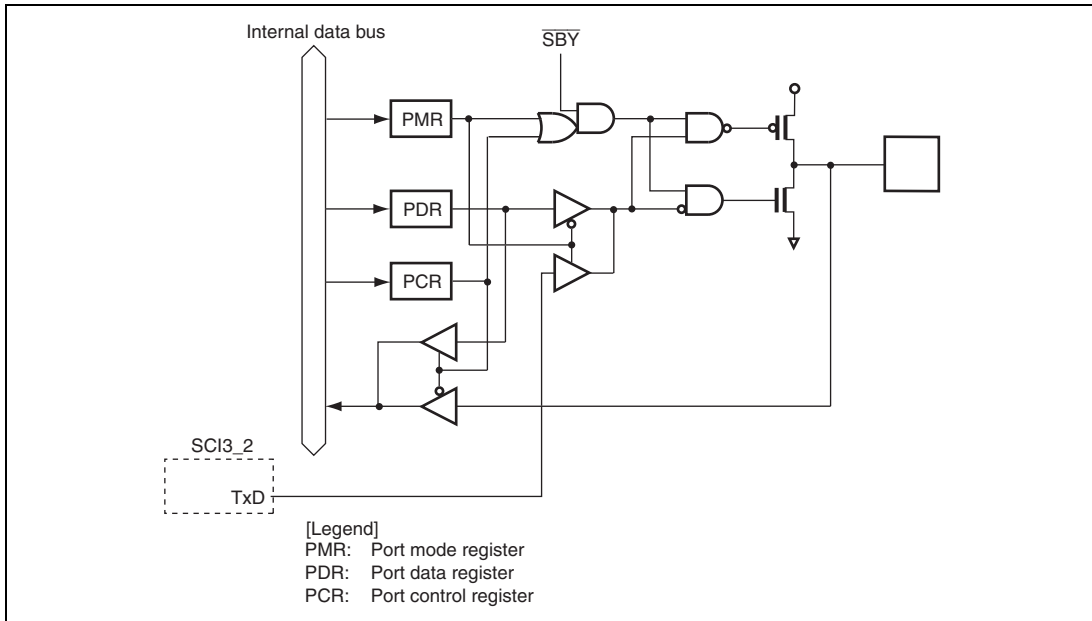 Internal data bus
SBY
PMR
PDR
PCR
SCI3_2
TxD
[Legend]
PMR: Port mode register
PDR: Port data register
PCR: Port control register